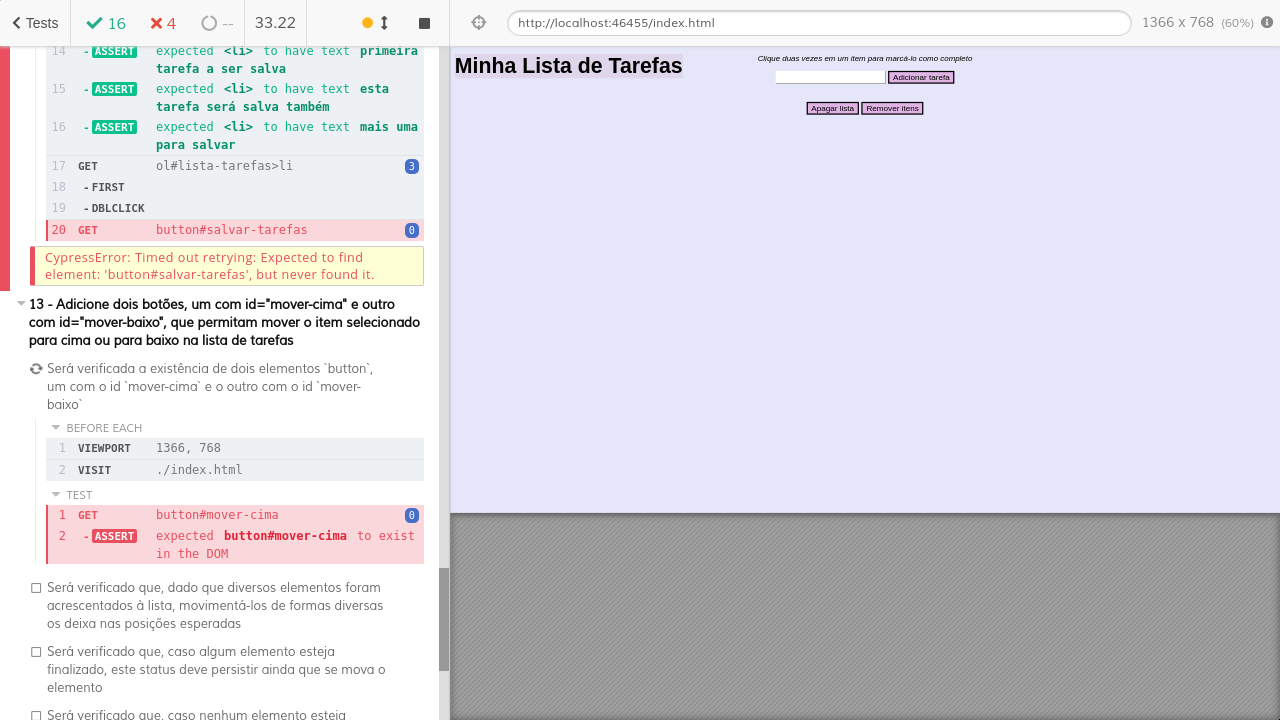 Tests
16
4
--
33.22
http://localhost:46455/index.html
1366 x 768 (60%)
14 - ASSERT expected <li> to have text primeira
tarefa a ser salva
15 - ASSERT expected <li> to have text esta
tarefa será salva também
16 - ASSERT expected <li> to have text mais uma
para salvar
17 GET ol#lista-tarefas>li 3
18 - FIRST
19 - DBLCLICK
20 GET button#salvar-tarefas 0
CypressError: Timed out retrying: Expected to find
element: 'button#salvar-tarefas', but never found it.
13 - Adicione dois botões, um com id="mover-cima" e outro
com id="mover-baixo", que permitam mover o item selecionado
para cima ou para baixo na lista de tarefas
Será verificada a existência de dois elementos `button`,
um com o id `mover-cima` e o outro com o id `mover-
baixo`
BEFORE EACH
1 VIEWPORT 1366, 768
2 VISIT ./index.html
TEST
1 GET button#mover-cima 0
2 - ASSERT expected button#mover-cima to exist
in the DOM
Será verificado que, dado que diversos elementos foram
acrescentados à lista, movimentá-los de formas diversas
os deixa nas posições esperadas
Será verificado que, caso algum elemento esteja
finalizado, este status deve persistir ainda que se mova o
elemento
Será verificado que, caso nenhum elemento esteja
Minha Lista de Tarefas
Clique duas vezes em um item para marcá-lo como completo
Adicionar tarefa
Apagar lista
Remover itens